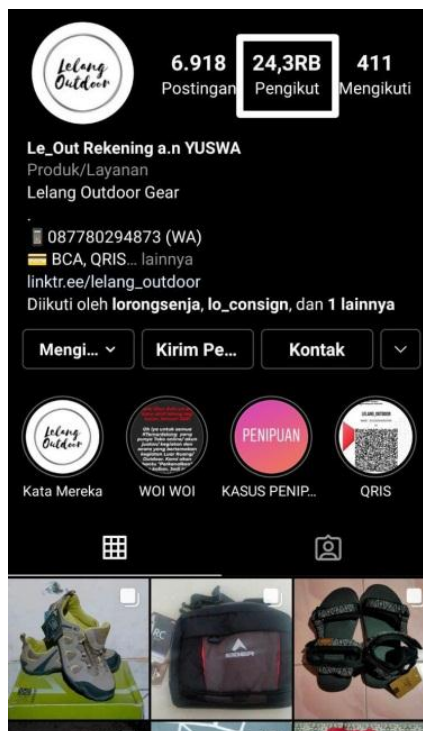 Lelang
Outdoor
6.918 24,3RB 411
Postingan Pengikut Mengikuti
Le_Out Rekening a.n YUSWA
Produk/Layanan
Lelang Outdoor Gear
.
087780294873 (WA)
BCA, QRIS... lainnya
linktr.ee/lelang_outdoor
Diikuti oleh lorongsenja, lo_consign, dan 1 lainnya
Mengi... Kirim Pe... Kontak
Lelang
Outdoor
PENIPUAN
Kata Mereka WOI WOI KASUS PENIP... QRIS
RC